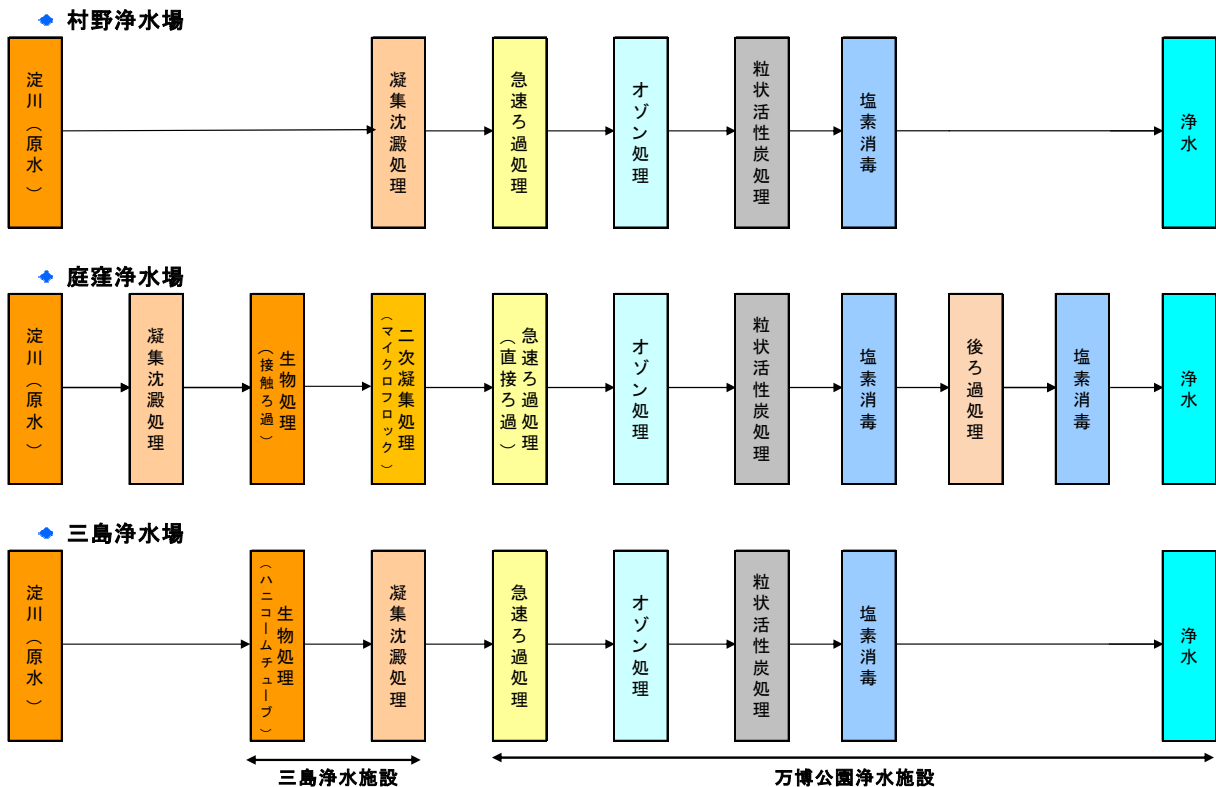 村野浄水場
淀川（原水）
凝集沈澱処理
急速ろ過処理
オゾン処理
粒状活性炭処理
塩素消毒
浄水
庭窪浄水場
淀川（原水）
凝集沈澱処理
生物処理
（接触ろ過）
二次凝集処理
（マイクロフロック）
急速ろ過処理
（直接ろ過）
オゾン処理
粒状活性炭処理
塩素消毒
後ろ過処理
塩素消毒
浄水
三島浄水場
淀川（原水）
生物処理
（ハニコームチューブ）
凝集沈澱処理
急速ろ過処理
オゾン処理
粒状活性炭処理
塩素消毒
浄水
三島浄水施設
万博公園浄水施設